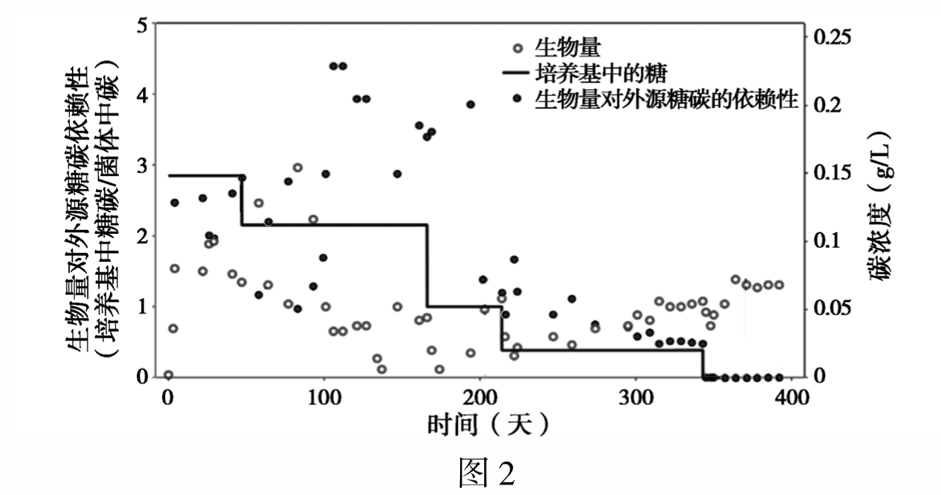 生物量对外源糖碳依赖性
（培养基中糖碳/菌体中碳）
5
4
3
2
1
0
生物量
培养基中的糖
生物量对外源糖碳的依赖性
0.25
0.2
0.15
0.1
0.05
0
碳浓度（g/L）
0 100 200 300 400
时间（天）
图2